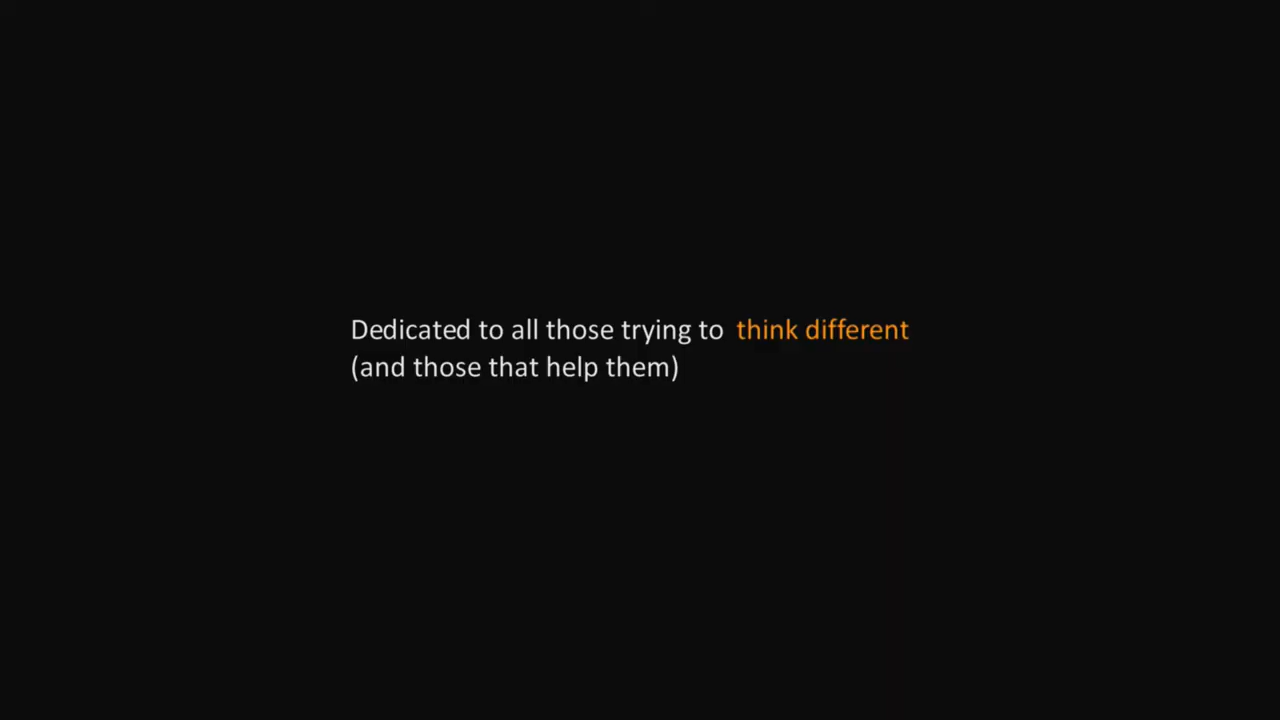 Dedicated to all those trying to think different
(and those that help them)